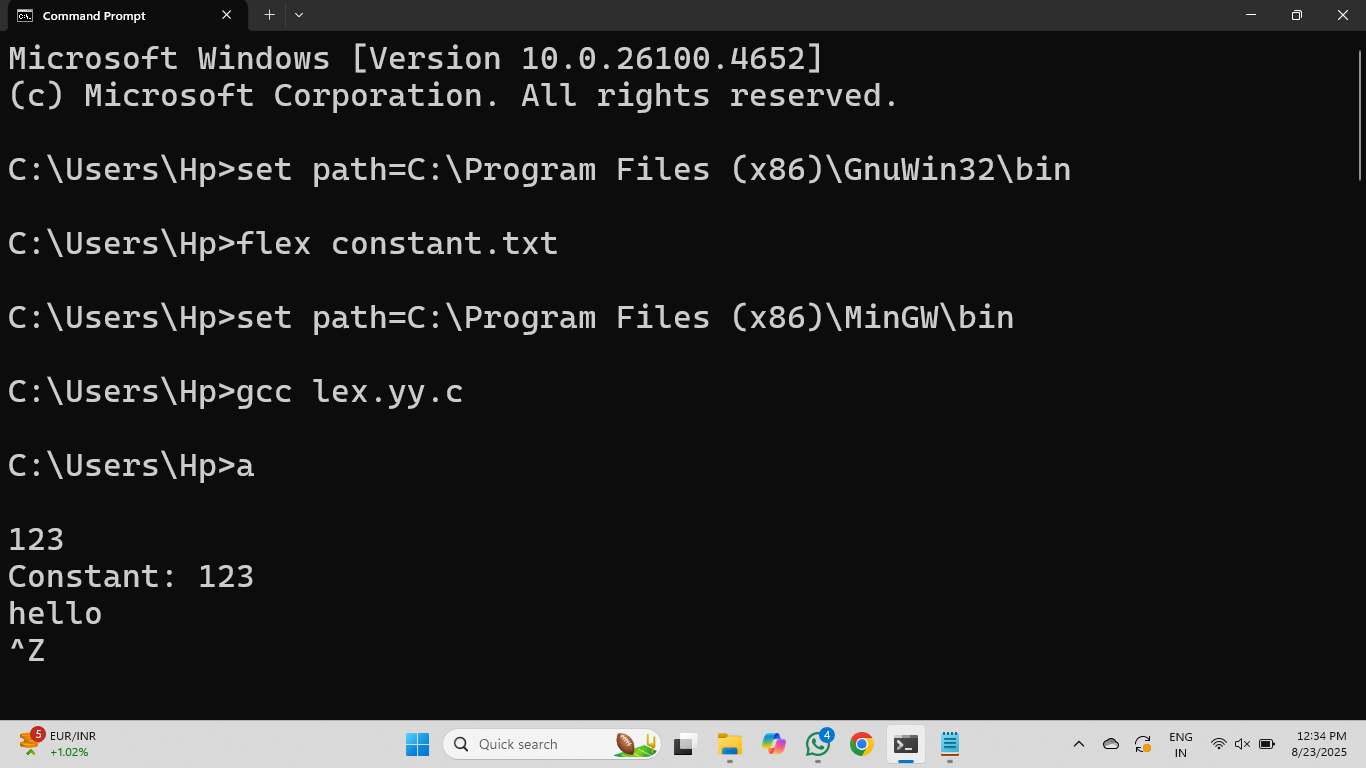 Command Prompt
Microsoft Windows [Version 10.0.26100.4652]
(c) Microsoft Corporation. All rights reserved.
C:\Users\Hp>set path=C:\Program Files (x86)\GnuWin32\bin
C:\Users\Hp>flex constant.txt
C:\Users\Hp>set path=C:\Program Files (x86)\MinGW\bin
C:\Users\Hp>gcc lex.yy.c
C:\Users\Hp>a
123
Constant: 123
hello
^Z
5
EUR/INR
+1.02%
Quick search
4
ENG
IN
12:34 PM
8/23/2025